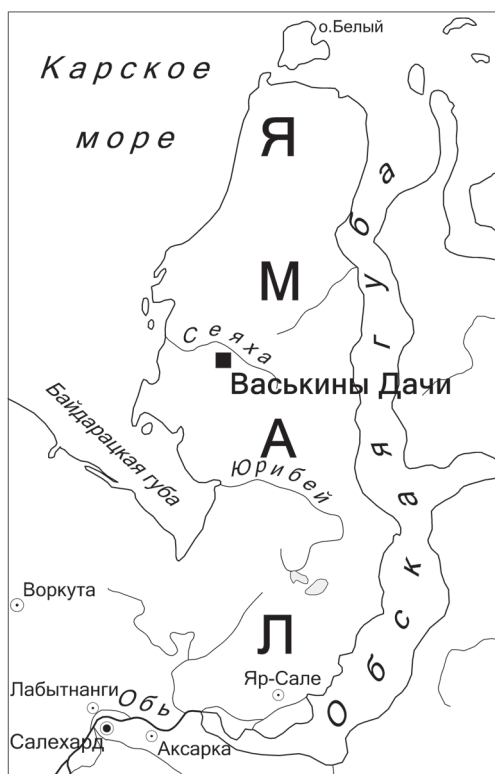 о.Белый
Карское
море
Я
М
А
Л
Обская губа
Сеяха
Васькины Дачи
Байдарацкая губа
Юрибей
Воркута
Яр-Сале
Лабытнанги
Обь
Салехард
Аксарка